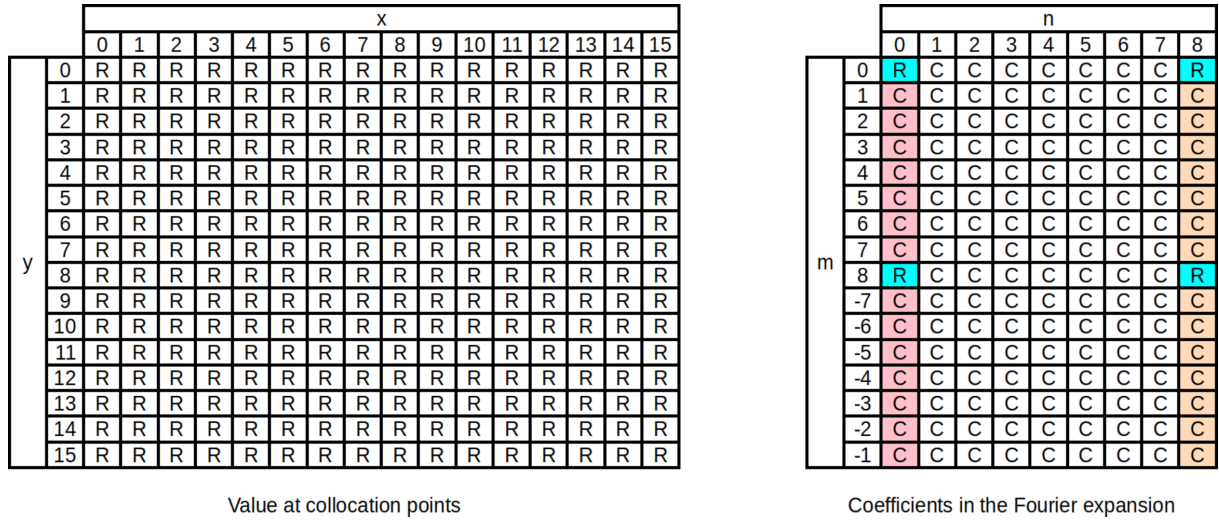 x n
0 1 2 3 4 5 6 7 8 9 10 11 12 13 14 15 0 1 2 3 4 5 6 7 8
0 R R R R R R R R R R R R R R R R 0 R C C C C C C C R
1 R R R R R R R R R R R R R R R R 1 C C C C C C C C C
2 R R R R R R R R R R R R R R R R 2 C C C C C C C C C
3 R R R R R R R R R R R R R R R R 3 C C C C C C C C C
4 R R R R R R R R R R R R R R R R 4 C C C C C C C C C
5 R R R R R R R R R R R R R R R R 5 C C C C C C C C C
6 R R R R R R R R R R R R R R R R 6 C C C C C C C C C
7 R R R R R R R R R R R R R R R R 7 C C C C C C C C C
y m
8 R R R R R R R R R R R R R R R R 8 R C C C C C C C R
9 R R R R R R R R R R R R R R R R -7 C C C C C C C C C
10 R R R R R R R R R R R R R R R R -6 C C C C C C C C C
11 R R R R R R R R R R R R R R R R -5 C C C C C C C C C
12 R R R R R R R R R R R R R R R R -4 C C C C C C C C C
13 R R R R R R R R R R R R R R R R -3 C C C C C C C C C
14 R R R R R R R R R R R R R R R R -2 C C C C C C C C C
15 R R R R R R R R R R R R R R R R -1 C C C C C C C C C
Value at collocation points Coefficients in the Fourier expansion